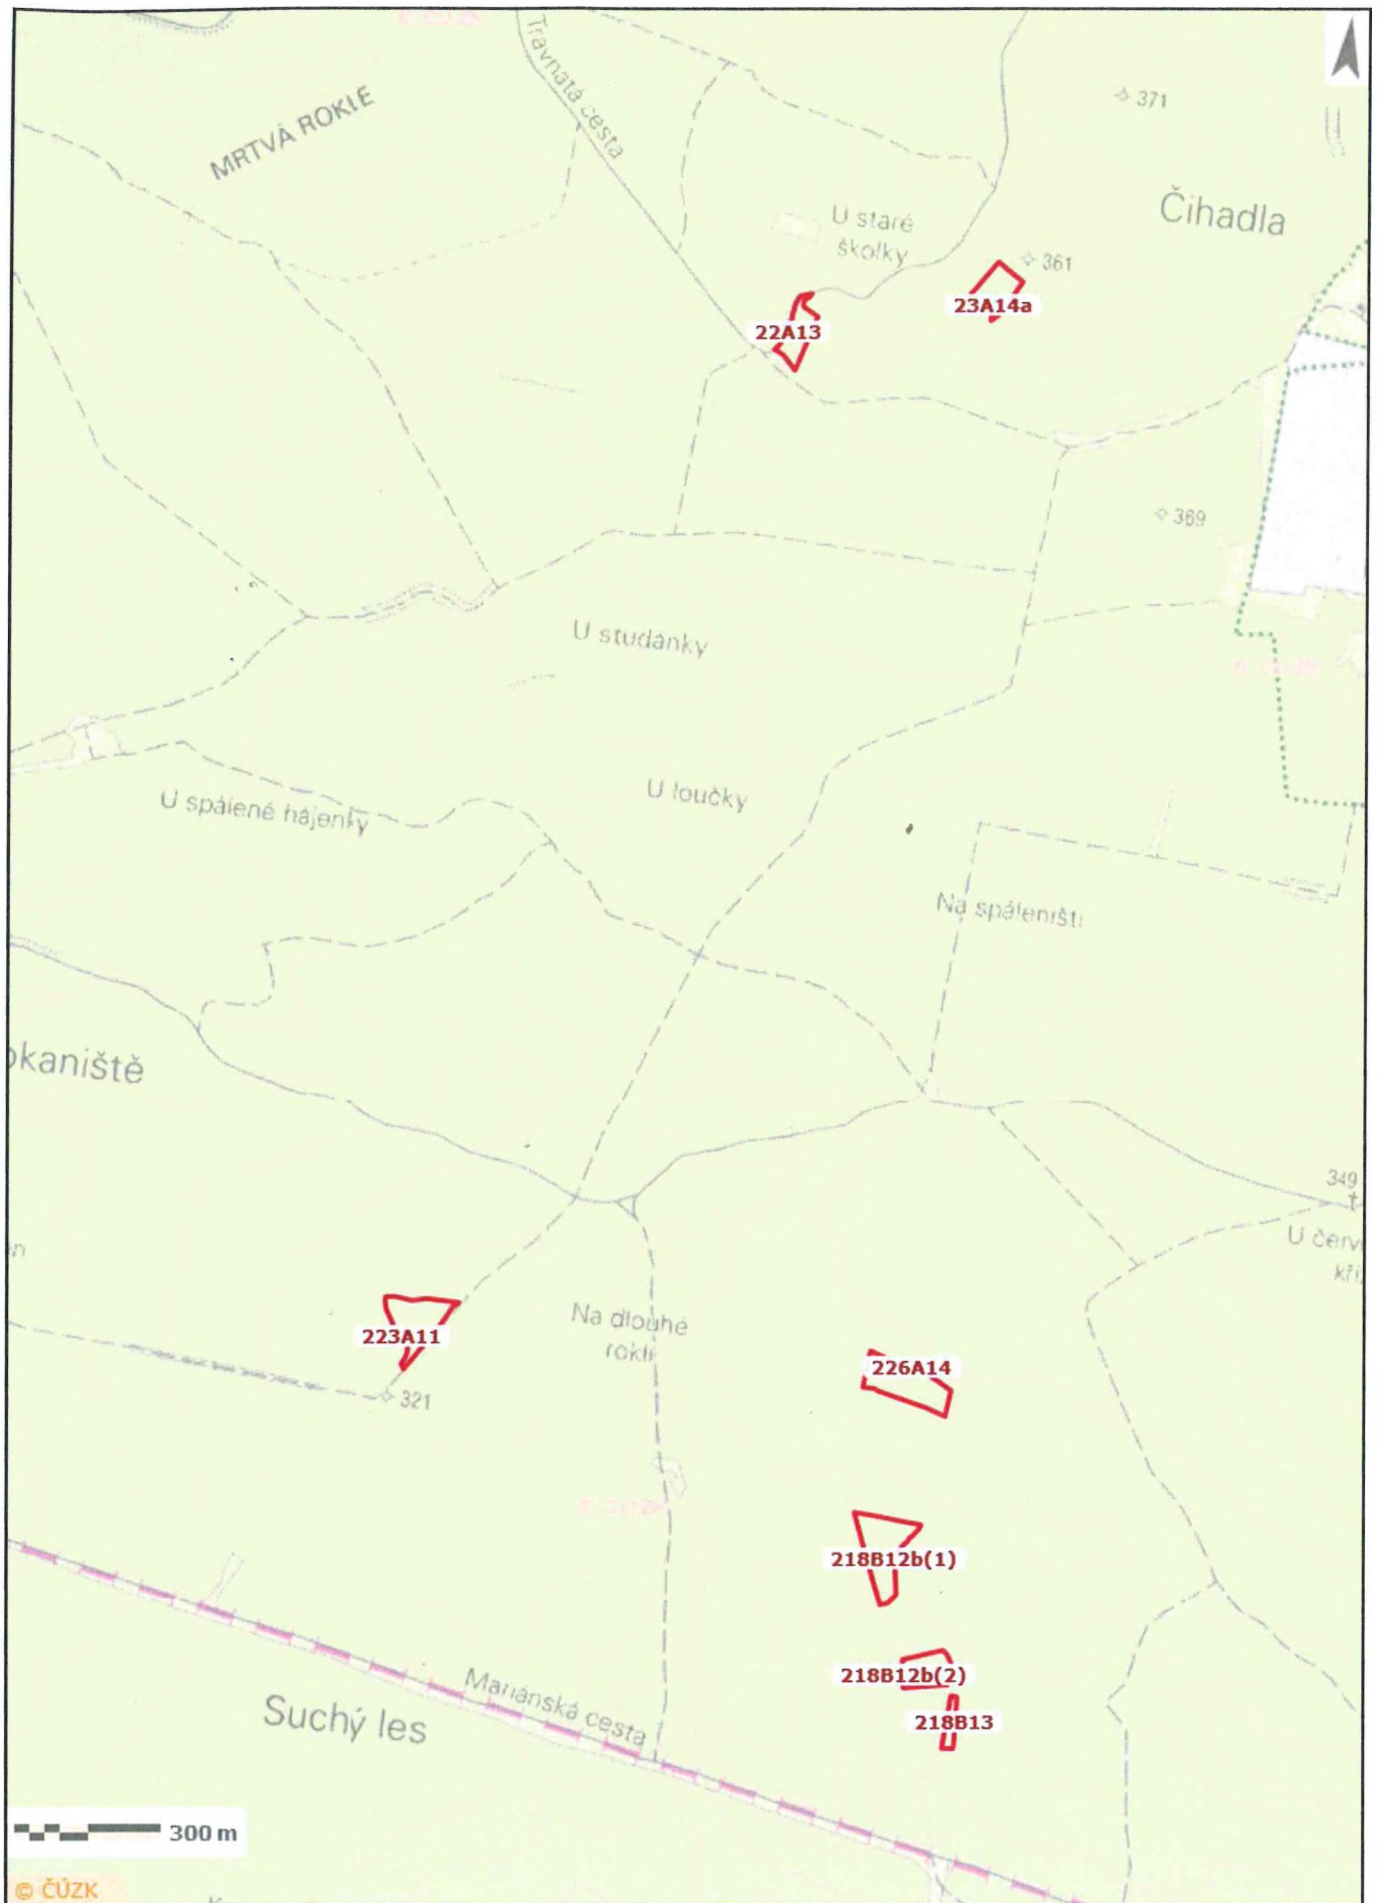 Travnatá cesta
371
MRTVÁ ROKLE
Čihadla
U staré
školky
361
23A14a
22A13
369
U studánky
U loučky
U spálené hájenky
Na spáleništi
okaniště
349
U červ
kří
223A11
Na dlouhé
rokli
226A14
321
218B12b(1)
218B12b(2)
Mariánská cesta
218B13
Suchý les
300 m
© ČÚZK